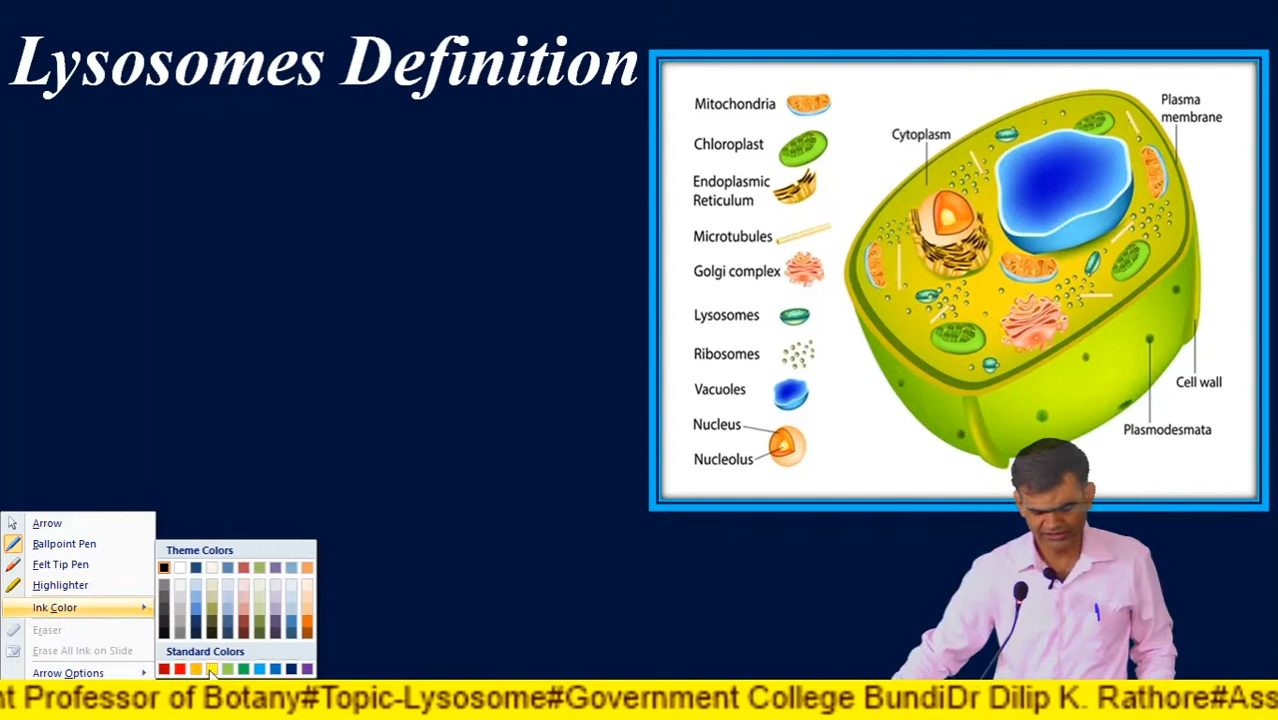 Lysosomes Definition
Mitochondria
Chloroplast
Endoplasmic
Reticulum
Microtubules
Golgi complex
Lysosomes
Ribosomes
Vacuoles
Nucleus
Nucleolus
Cytoplasm
Plasma
membrane
Cell wall
Plasmodesmata
Arrow
Ballpoint Pen
Felt Tip Pen
Highlighter
Ink Color
Eraser
Erase All Ink on Slide
Arrow Options
Theme Colors
Standard Colors
nt Professor of Botany#Topic-Lysosome#Government College BundiDr Dilip K. Rathore#Ass